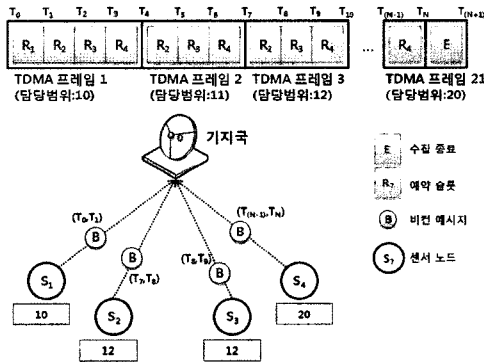 T0 T1 T2 T3 T4 T5 T6 T7 T8 T9 T10 T(N-1) TN T(N+1)
R1 R2 R3 R4 R2 R3 R4 R2 R3 R4 ... R4 E
TDMA 프레임 1 TDMA 프레임 2 TDMA 프레임 3 TDMA 프레임 21
(담당범위:10) (담당범위:11) (담당범위:12) (담당범위:20)
기지국
E 수집 종료
R? 예약 슬롯
B 비컨 메시지
S? 센서 노드
(T0,T1) (T(N-1),TN)
B B
(T7,T8) (T8,T9)
B B
S1 S4
10 20
S2 S3
12 12